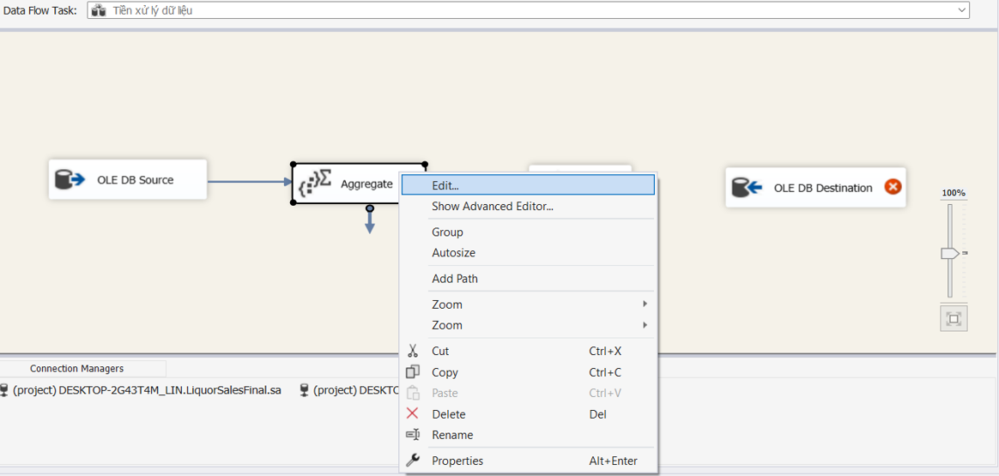 Data Flow Task: Tiền xử lý dữ liệu
OLE DB Source
Aggregate
OLE DB Destination
100%
Edit...
Show Advanced Editor...
Group
Autosize
Add Path
Zoom
Zoom
Cut Ctrl+X
Copy Ctrl+C
Paste Ctrl+V
Delete Del
Rename
Properties Alt+Enter
Connection Managers
(project) DESKTOP-2G43T4M_LIN.LiquorSalesFinal.sa
(project) DESKTO